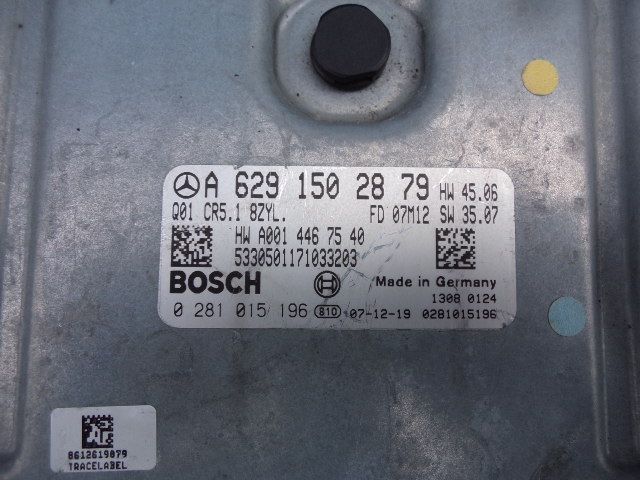 A 629 150 28 79 HW 45.06
Q01 CR5.1 8ZYL. FD 07M12 SW 35.07
HW A001 446 75 40
5330501171033203
BOSCH Made in Germany
1308 0124
0 281 015 196 810 07-12-19 0281015196
8612619079
TRACELABEL